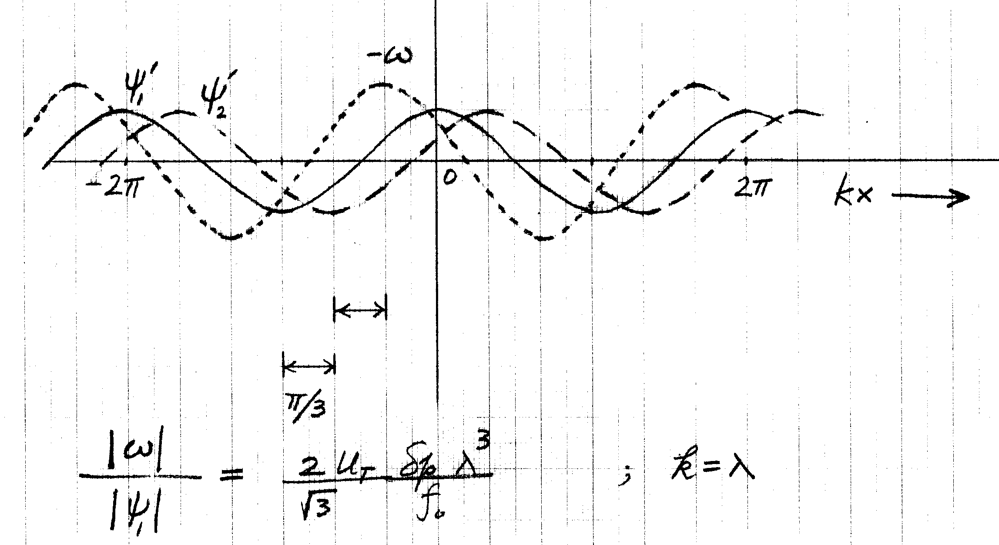 -ω
ψ₁′ ψ₂′
-2π 0 2π kx →
π/3
|ω| / |ψ₁| = 2 U_T δp λ³ / √3 f₀ ; k = λ